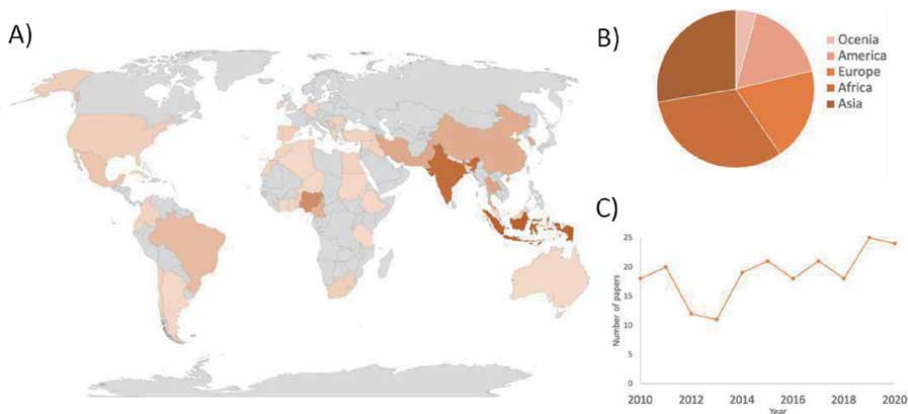 A)
B)
Ocenia
America
Europe
Africa
Asia
C)
25
20
15
10
5
0
Number of papers
2010 2012 2014 2016 2018 2020
Year